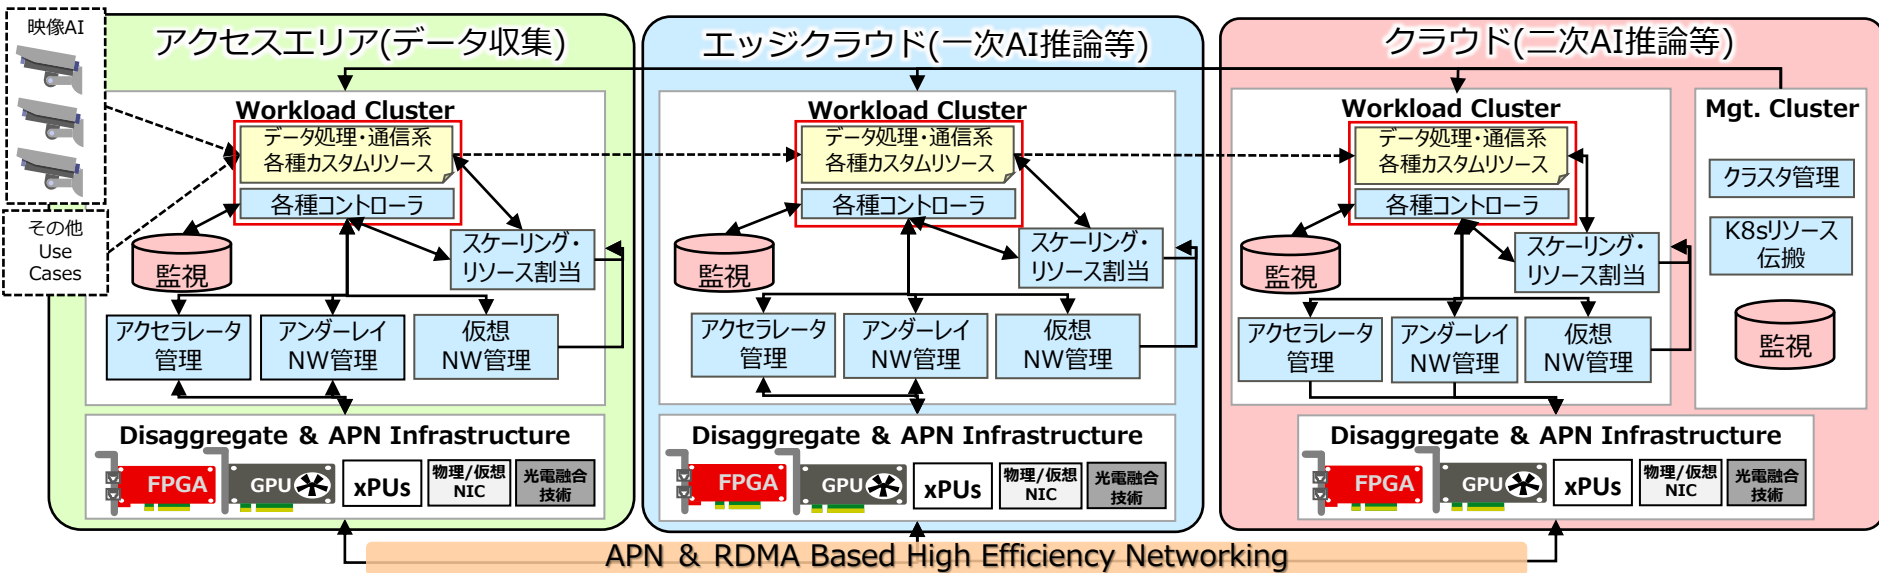 映像AI
その他
Use
Cases
アクセスエリア(データ収集)
Workload Cluster
データ処理・通信系
各種カスタムリソース
各種コントローラ
監視
スケーリング・
リソース割当
アクセラレータ
管理
アンダーレイ
NW管理
仮想
NW管理
Disaggregate & APN Infrastructure
FPGA
GPU
xPUs
物理/仮想
NIC
光電融合
技術
エッジクラウド(一次AI推論等)
Workload Cluster
データ処理・通信系
各種カスタムリソース
各種コントローラ
監視
スケーリング・
リソース割当
アクセラレータ
管理
アンダーレイ
NW管理
仮想
NW管理
Disaggregate & APN Infrastructure
FPGA
GPU
xPUs
物理/仮想
NIC
光電融合
技術
クラウド(二次AI推論等)
Workload Cluster
データ処理・通信系
各種カスタムリソース
各種コントローラ
監視
スケーリング・
リソース割当
アクセラレータ
管理
アンダーレイ
NW管理
仮想
NW管理
Mgt. Cluster
クラスタ管理
K8sリソース
伝搬
監視
Disaggregate & APN Infrastructure
FPGA
GPU
xPUs
物理/仮想
NIC
光電融合
技術
APN & RDMA Based High Efficiency Networking